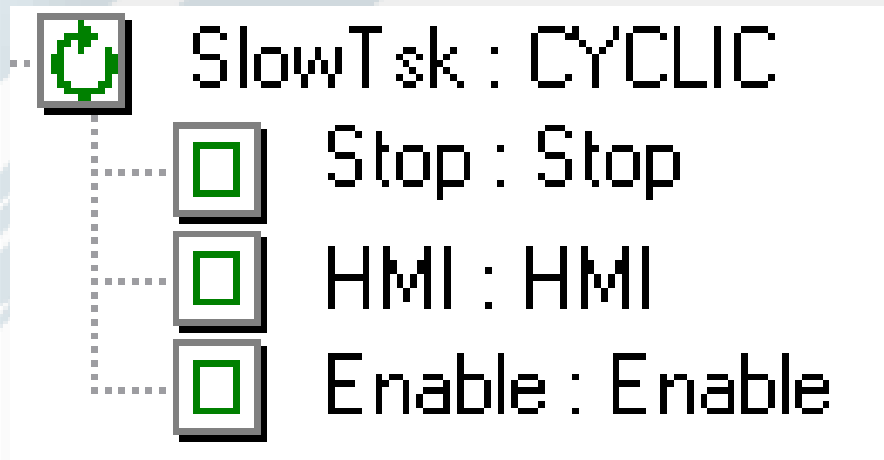 SlowTsk : CYCLIC
Stop : Stop
HMI : HMI
Enable : Enable